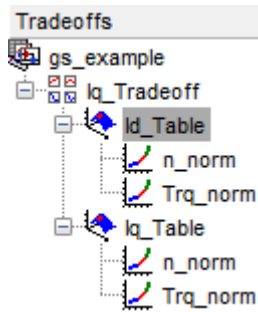 Tradeoffs
gs_example
Iq_Tradeoff
Id_Table
n_norm
Trq_norm
Iq_Table
n_norm
Trq_norm